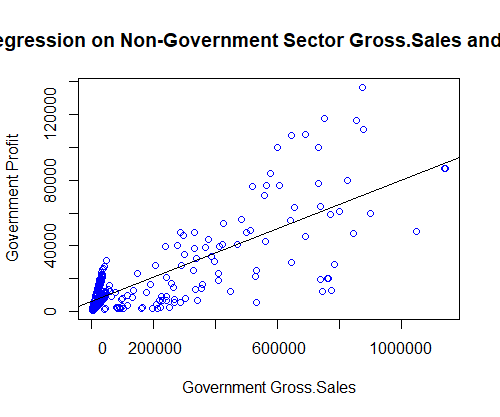 egression on Non-Government Sector Gross.Sales and
Government Profit
0 40000 80000 120000
0 200000 600000 1000000
Government Gross.Sales